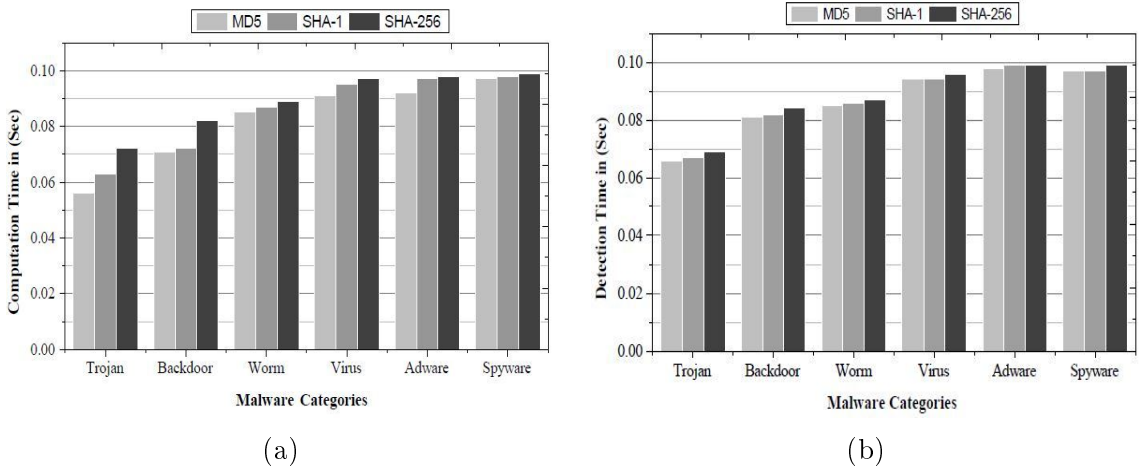 MD5 SHA-1 SHA-256
Computation Time in (Sec)
0.10
0.08
0.06
0.04
0.02
0.00
Trojan Backdoor Worm Virus Adware Spyware
Malware Categories
(a)
MD5 SHA-1 SHA-256
Detection Time in (Sec)
0.10
0.08
0.06
0.04
0.02
0.00
Trojan Backdoor Worm Virus Adware Spyware
Malware Categories
(b)